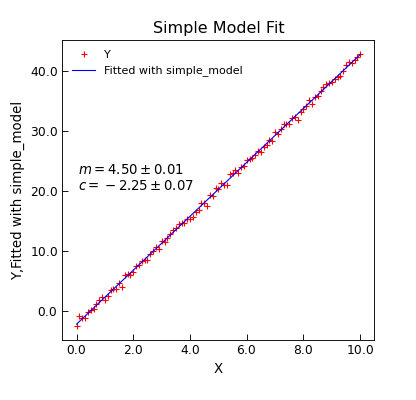 Simple Model Fit
Y
Fitted with simple_model
40.0
30.0
20.0
10.0
0.0
Y,Fitted with simple_model
m = 4.50 ± 0.01
c = − 2.25 ± 0.07
0.0 2.0 4.0 6.0 8.0 10.0
X